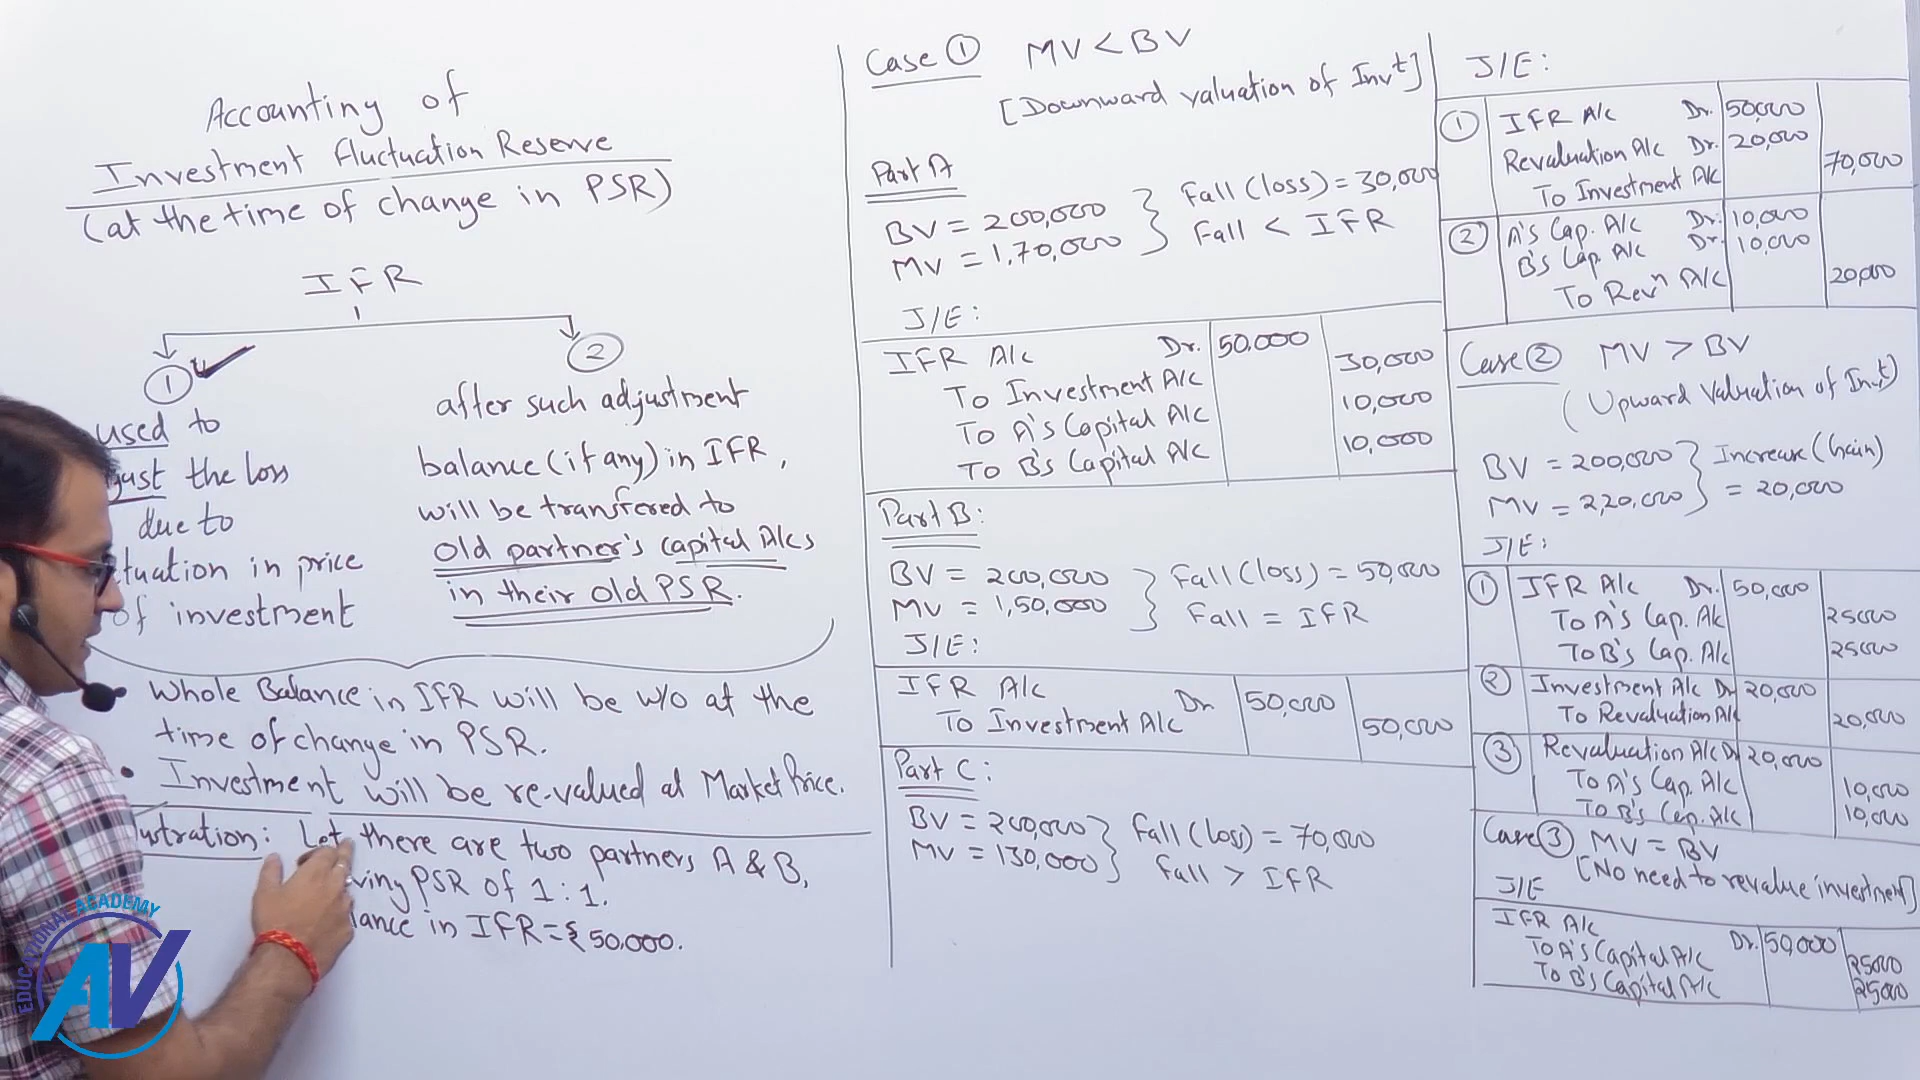 Accounting of
Investment Fluctuation Reserve
(at the time of change in PSR)
IFR
1
used to
just the loss
due to
tuation in price
of investment
2
after such adjustment
balance (if any) in IFR,
will be transfered to
old partner's capital A/cs
in their old PSR.
• Whole Balance in IFR will be w/o at the
time of change in PSR.
• Investment will be re-valued at Market Price.
ustration: Let there are two partners A & B,
ving PSR of 1:1.
lance in IFR = ₹ 50,000.
Case 1 MV < BV
[Downward valuation of Invt]
Part A
BV = 200,000
MV = 1,70,000
Fall (loss) = 30,000
Fall < IFR
J/E:
IFR A/c Dr. 50,000
To Investment A/c 30,000
To A's Capital A/c 10,000
To B's Capital A/c 10,000
Part B:
BV = 200,000
MV = 1,50,000
Fall (loss) = 50,000
Fall = IFR
J/E:
IFR A/c Dr 50,000
To Investment A/c 50,000
Part C:
BV = 200,000
MV = 130,000
Fall (loss) = 70,000
Fall > IFR
J/E:
1 IFR A/c Dr. 50,000
Revaluation A/c Dr. 20,000
To Investment A/c 70,000
2 A's Cap. A/c Dr. 10,000
B's Cap. A/c Dr. 10,000
To Revn A/c 20,000
Case 2 MV > BV
(Upward Valuation of Invt)
BV = 200,000
MV = 2,20,000
Increase (Gain)
= 20,000
J/E:
1 IFR A/c Dr. 50,000
To A's Cap. A/c 25000
To B's Cap. A/c 25000
2 Investment A/c Dr 20,000
To Revaluation A/c 20,000
3 Revaluation A/c Dr 20,000
To A's Cap. A/c 10,000
To B's Cap. A/c 10,000
Case 3 MV = BV
[No need to revalue investment]
J/E
IFR A/c Dr. 50,000
To A's Capital A/c 25000
To B's Capital A/c 25000
EDUCATIONAL ACADEMY
AV